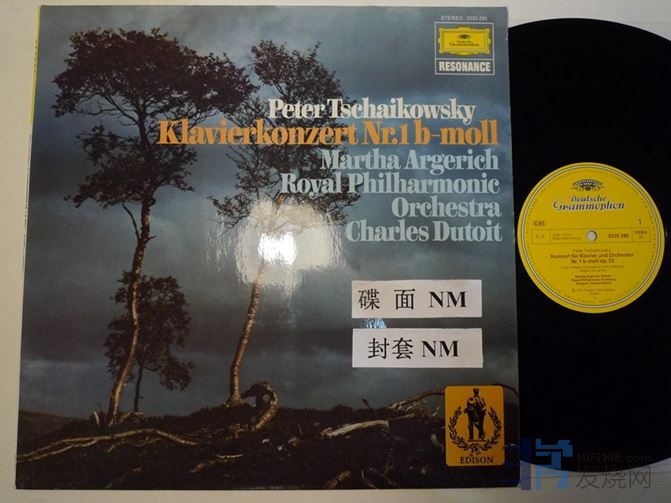 STEREO 2535 295
Deutsche
Grammophon
RESONANCE
Peter Tschaikowsky
Klavierkonzert Nr.1 b-moll
Martha Argerich
Royal Philharmonic
Orchestra
Charles Dutoit
碟 面 NM
封套 NM
EDISON
Deutsche
Grammophon
1
2535 295
Peter Tschaikowsky
Konzert für Klavier und Orchester
Nr. 1 b-moll op. 23
HIFI168.com
发烧网